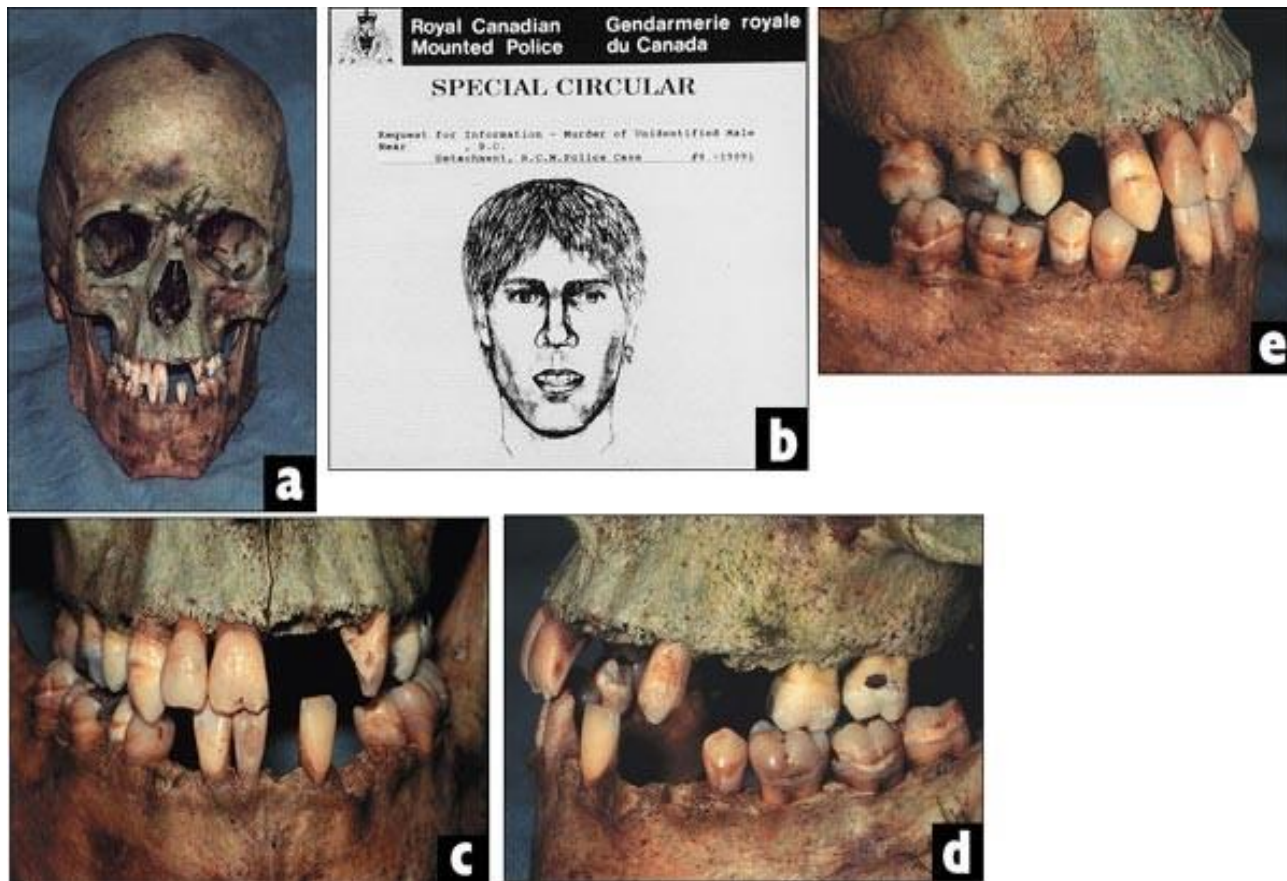 Royal Canadian
Mounted Police
Gendarmerie royale
du Canada
SPECIAL CIRCULAR
Request for Information - Murder of Unidentified Male
Near , B.C.
Detachment, R.C.M.Police Case
a
b
e
c
d